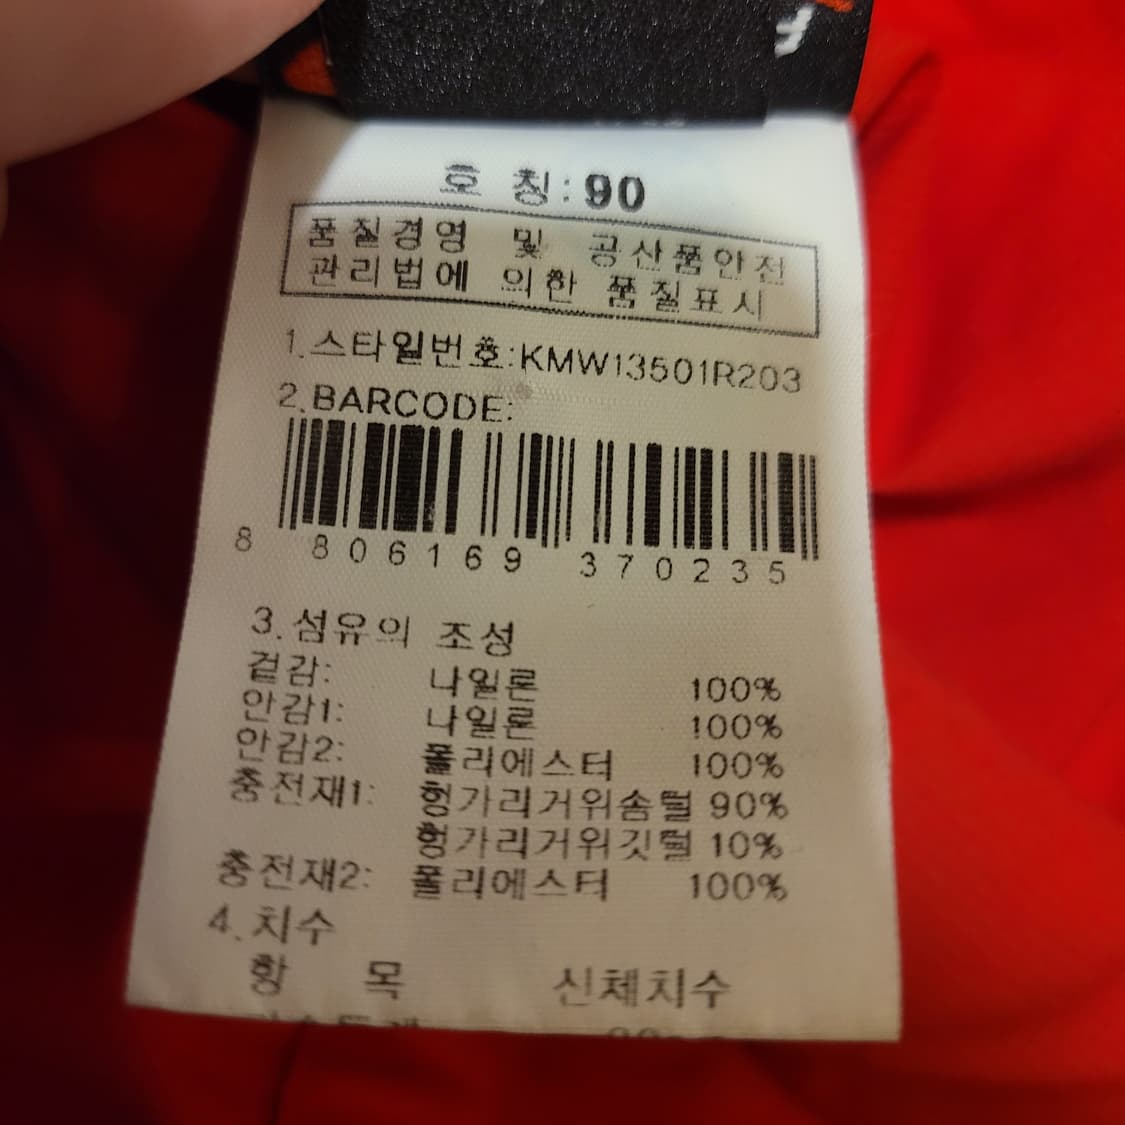 호 칭:90
품질경영 및 공산품안전
관리법에 의한 품질표시
1.스타일번호:KMW13501R203
2.BARCODE:
8 806169 370235
3.섬유의 조성
겉감: 나일론 100%
안감1: 나일론 100%
안감2: 폴리에스터 100%
충전재1: 헝가리거위솜털 90%
헝가리거위깃털 10%
충전재2: 폴리에스터 100%
4.치수
항 목 신체치수